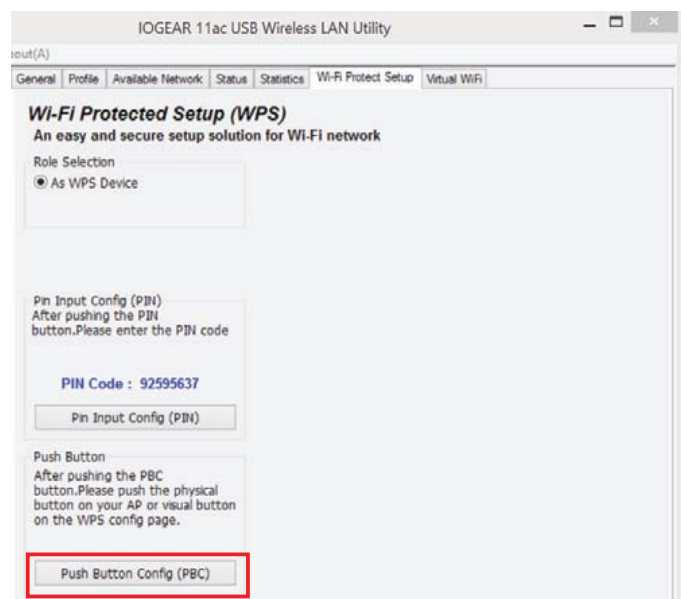 IOGEAR 11ac USB Wireless LAN Utility
out(A)
General Profile Available Network Status Statistics Wi-Fi Protect Setup Virtual WiFi
Wi-Fi Protected Setup (WPS)
An easy and secure setup solution for Wi-Fi network
Role Selection
As WPS Device
Pin Input Config (PIN)
After pushing the PIN
button.Please enter the PIN code
PIN Code : 92595637
Pin Input Config (PIN)
Push Button
After pushing the PBC
button.Please push the physical
button on your AP or visual button
on the WPS config page.
Push Button Config (PBC)